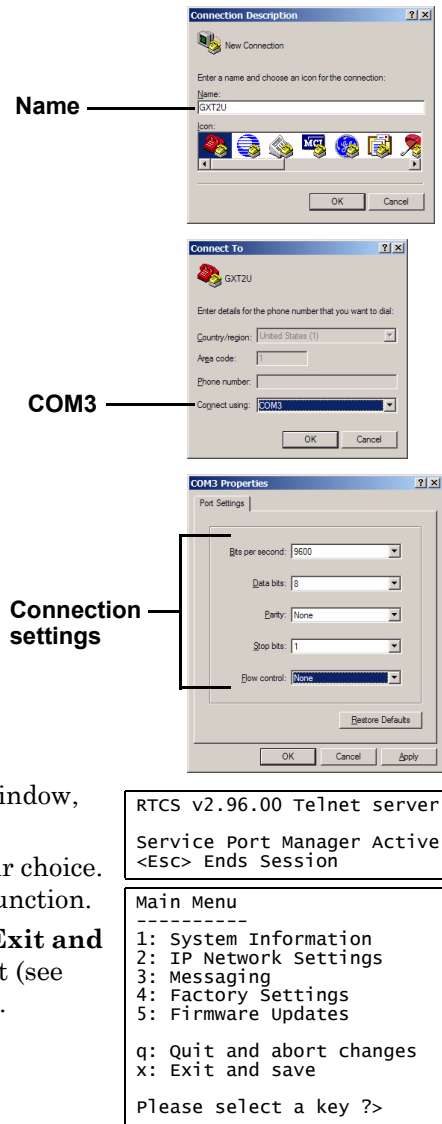 Connection Description
New Connection
Enter a name and choose an icon for the connection:
Name:
Name
GXT2U
Icon:
MCI
OK Cancel
Connect To
GXT2U
Enter details for the phone number that you want to dial:
Country/region: United States (1)
Area code: 1
Phone number:
COM3
Connect using: COM3
OK Cancel
COM3 Properties
Port Settings
Bits per second: 9600
Data bits: 8
Parity: None
Connection settings
Stop bits: 1
Flow control: None
Restore Defaults
OK Cancel Apply
indow,
r choice.
unction.
Exit and
t (see
.
RTCS v2.96.00 Telnet server
Service Port Manager Active
<Esc> Ends Session
Main Menu
----------
1: System Information
2: IP Network Settings
3: Messaging
4: Factory Settings
5: Firmware Updates
q: Quit and abort changes
x: Exit and save
Please select a key ?>